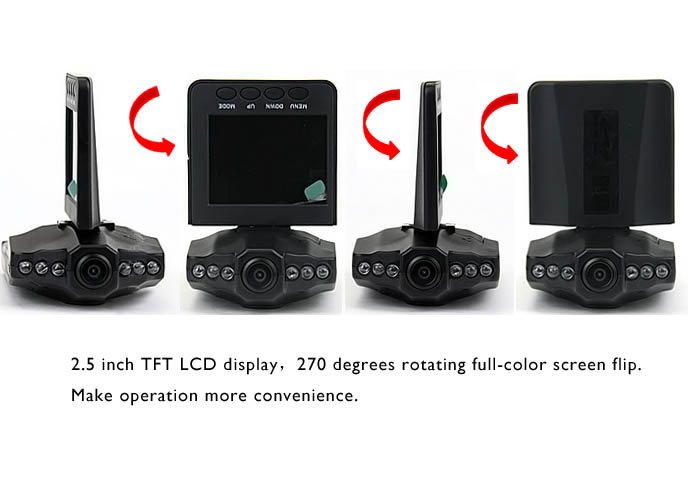 MENU DOWN UP MODE
2.5 inch TFT LCD display，270 degrees rotating full-color screen flip.
Make operation more convenience.